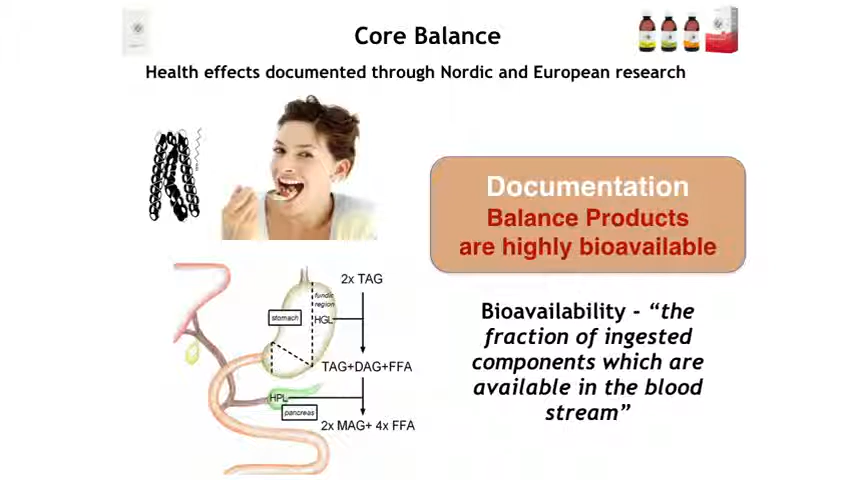 Core Balance
Health effects documented through Nordic and European research
Documentation
Balance Products
are highly bioavailable
2x TAG
fundic
region
stomach
HGL
TAG+DAG+FFA
HPL
pancreas
2x MAG+ 4x FFA
Bioavailability - “the
fraction of ingested
components which are
available in the blood
stream”